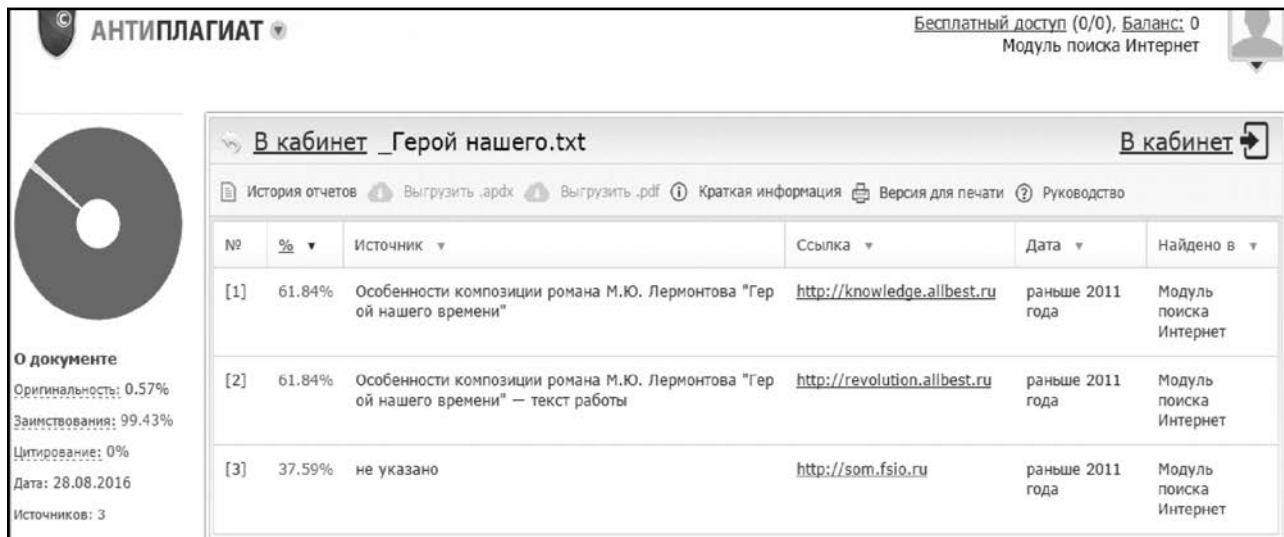 ©
АНТИПЛАГИАТ
Бесплатный доступ (0/0), Баланс: 0
Модуль поиска Интернет
В кабинет _Герой нашего.txt
В кабинет
История отчетов Выгрузить .apdx Выгрузить .pdf Краткая информация Версия для печати Руководство
№ % Источник Ссылка Дата Найдено в
[1] 61.84% Особенности композиции романа М.Ю. Лермонтова "Гер http://knowledge.allbest.ru раньше 2011 Модуль
ой нашего времени" года поиска
Интернет
[2] 61.84% Особенности композиции романа М.Ю. Лермонтова "Гер http://revolution.allbest.ru раньше 2011 Модуль
ой нашего времени" — текст работы года поиска
Интернет
[3] 37.59% не указано http://som.fsio.ru раньше 2011 Модуль
года поиска
Интернет
О документе
Оригинальность: 0.57%
Заимствования: 99.43%
Цитирование: 0%
Дата: 28.08.2016
Источников: 3